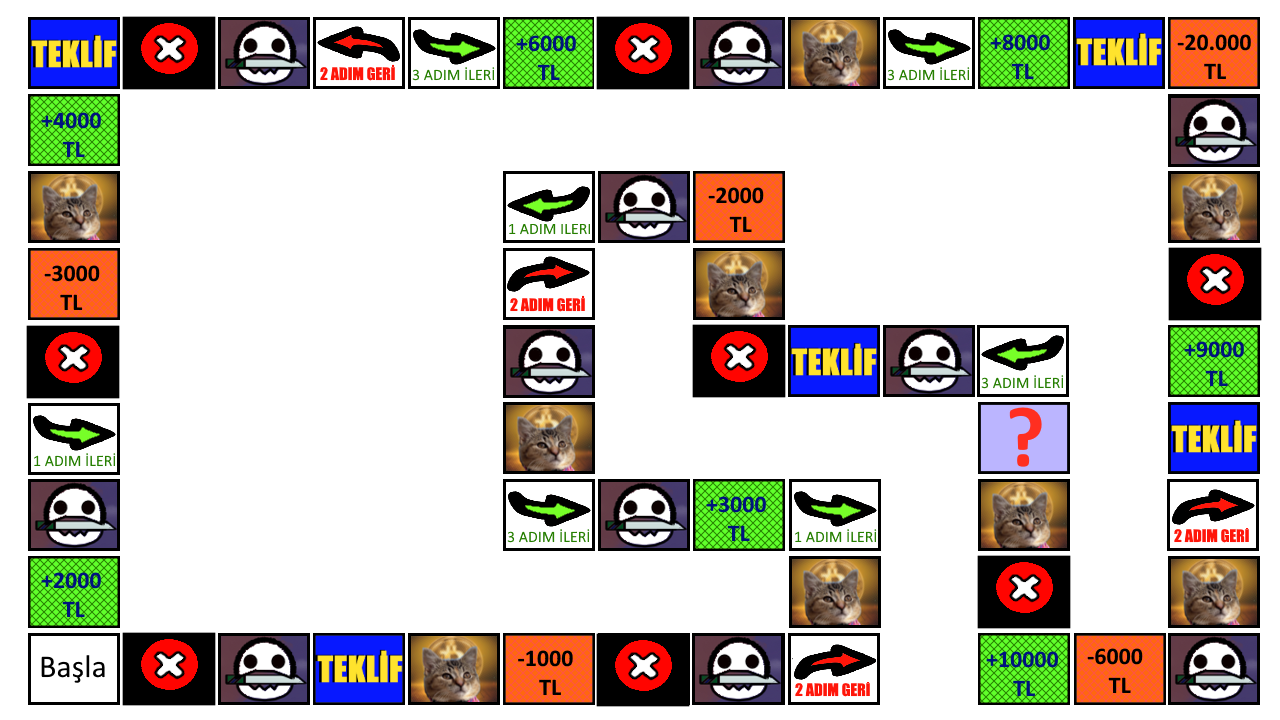 TEKLİF
2 ADIM GERİ
3 ADIM İLERİ
+6000
TL
3 ADIM İLERİ
+8000
TL
TEKLİF
-20.000
TL
+4000
TL
1 ADIM ILERI
-2000
TL
-3000
TL
2 ADIM GERİ
TEKLİF
3 ADIM İLERİ
+9000
TL
1 ADIM İLERİ
?
TEKLİF
3 ADIM İLERİ
+3000
TL
1 ADIM İLERİ
2 ADIM GERİ
+2000
TL
Başla
TEKLİF
-1000
TL
2 ADIM GERİ
+10000
TL
-6000
TL